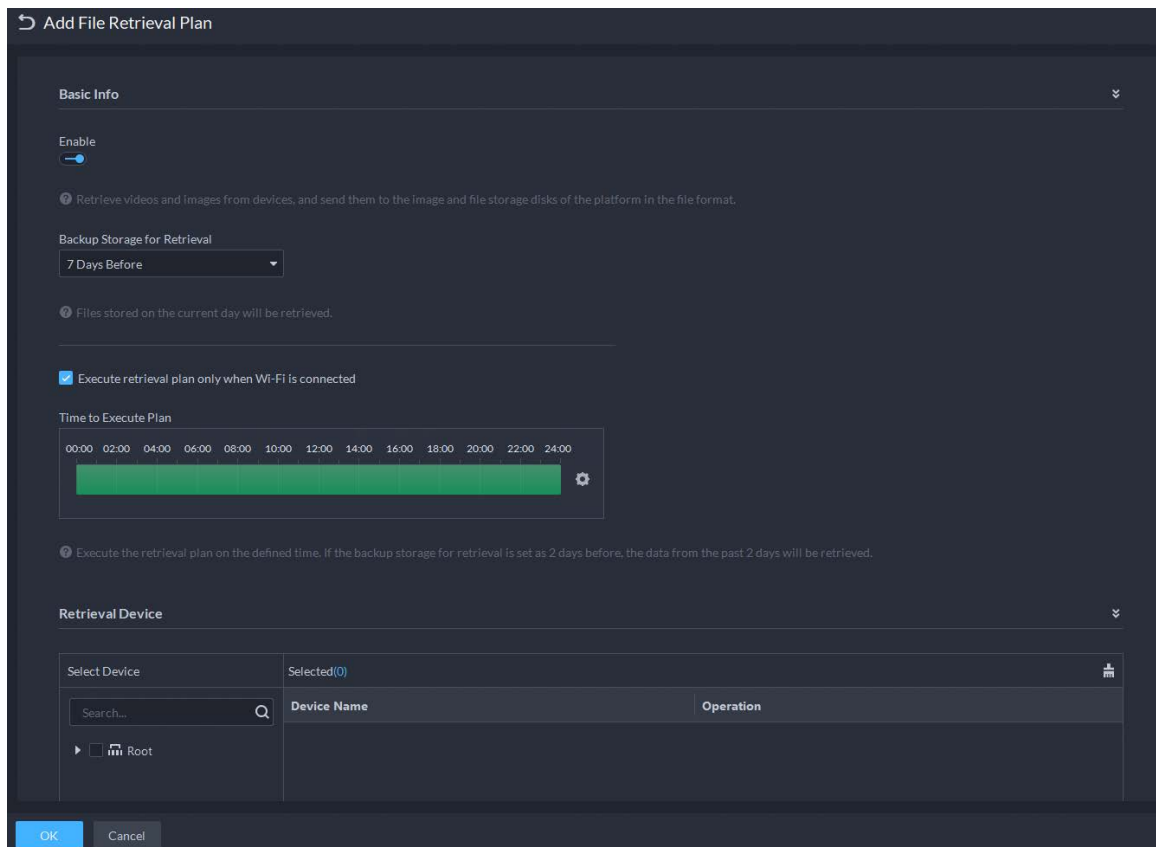 Add File Retrieval Plan
Basic Info
Enable
Retrieve videos and images from devices, and send them to the image and file storage disks of the platform in the file format.
Backup Storage for Retrieval
7 Days Before
Files stored on the current day will be retrieved.
Execute retrieval plan only when Wi-Fi is connected
Time to Execute Plan
00:00 02:00 04:00 06:00 08:00 10:00 12:00 14:00 16:00 18:00 20:00 22:00 24:00
Execute the retrieval plan on the defined time. If the backup storage for retrieval is set as 2 days before, the data from the past 2 days will be retrieved.
Retrieval Device
Select Device Selected(0)
Search... Device Name Operation
Root
OK Cancel